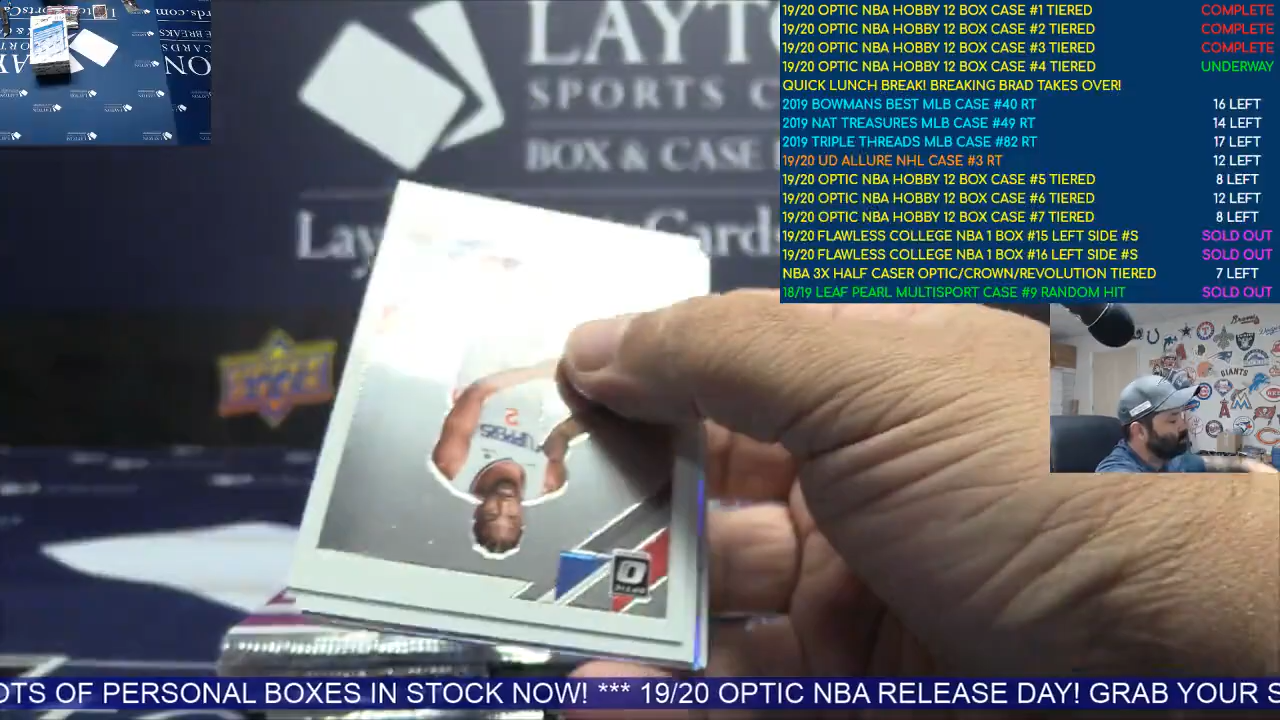 19/20 OPTIC NBA HOBBY 12 BOX CASE #1 TIERED COMPLETE
19/20 OPTIC NBA HOBBY 12 BOX CASE #2 TIERED COMPLETE
19/20 OPTIC NBA HOBBY 12 BOX CASE #3 TIERED COMPLETE
19/20 OPTIC NBA HOBBY 12 BOX CASE #4 TIERED UNDERWAY
QUICK LUNCH BREAK! BREAKING BRAD TAKES OVER!
2019 BOWMANS BEST MLB CASE #40 RT 16 LEFT
2019 NAT TREASURES MLB CASE #49 RT 14 LEFT
2019 TRIPLE THREADS MLB CASE #82 RT 17 LEFT
19/20 UD ALLURE NHL CASE #3 RT 12 LEFT
19/20 OPTIC NBA HOBBY 12 BOX CASE #5 TIERED 8 LEFT
19/20 OPTIC NBA HOBBY 12 BOX CASE #6 TIERED 12 LEFT
19/20 OPTIC NBA HOBBY 12 BOX CASE #7 TIERED 8 LEFT
19/20 FLAWLESS COLLEGE NBA 1 BOX #15 LEFT SIDE #S SOLD OUT
19/20 FLAWLESS COLLEGE NBA 1 BOX #16 LEFT SIDE #S SOLD OUT
NBA 3X HALF CASER OPTIC/CROWN/REVOLUTION TIERED 7 LEFT
18/19 LEAF PEARL MULTISPORT CASE #9 RANDOM HIT SOLD OUT
LAYTO
SPORTS C
BOX & CASE
Lay Cards
CLIPPERS
2
OPTIC
GIANTS
Braves
OTS OF PERSONAL BOXES IN STOCK NOW! *** 19/20 OPTIC NBA RELEASE DAY! GRAB YOUR S